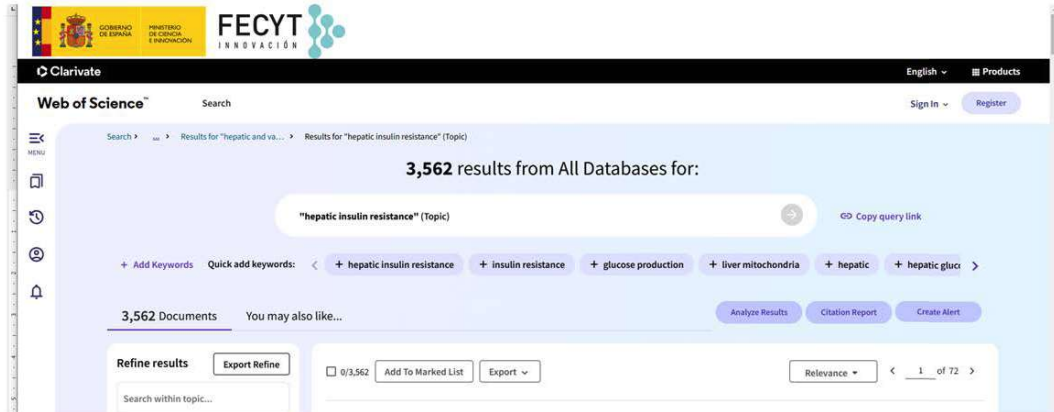 GOBIERNO DE ESPAÑA
MINISTERIO DE CIENCIA E INNOVACIÓN
FECYT
INNOVACIÓN
Clarivate
English
Products
Web of Science™
Search
Sign In
Register
MENU
Search > ... > Results for "hepatic and va... > Results for "hepatic insulin resistance" (Topic)
3,562 results from All Databases for:
"hepatic insulin resistance" (Topic)
Copy query link
+ Add Keywords
Quick add keywords:
+ hepatic insulin resistance
+ insulin resistance
+ glucose production
+ liver mitochondria
+ hepatic
+ hepatic gluc
3,562 Documents
You may also like...
Analyze Results
Citation Report
Create Alert
Refine results
Export Refine
0/3,562
Add To Marked List
Export
Relevance
< 1 of 72 >
Search within topic...